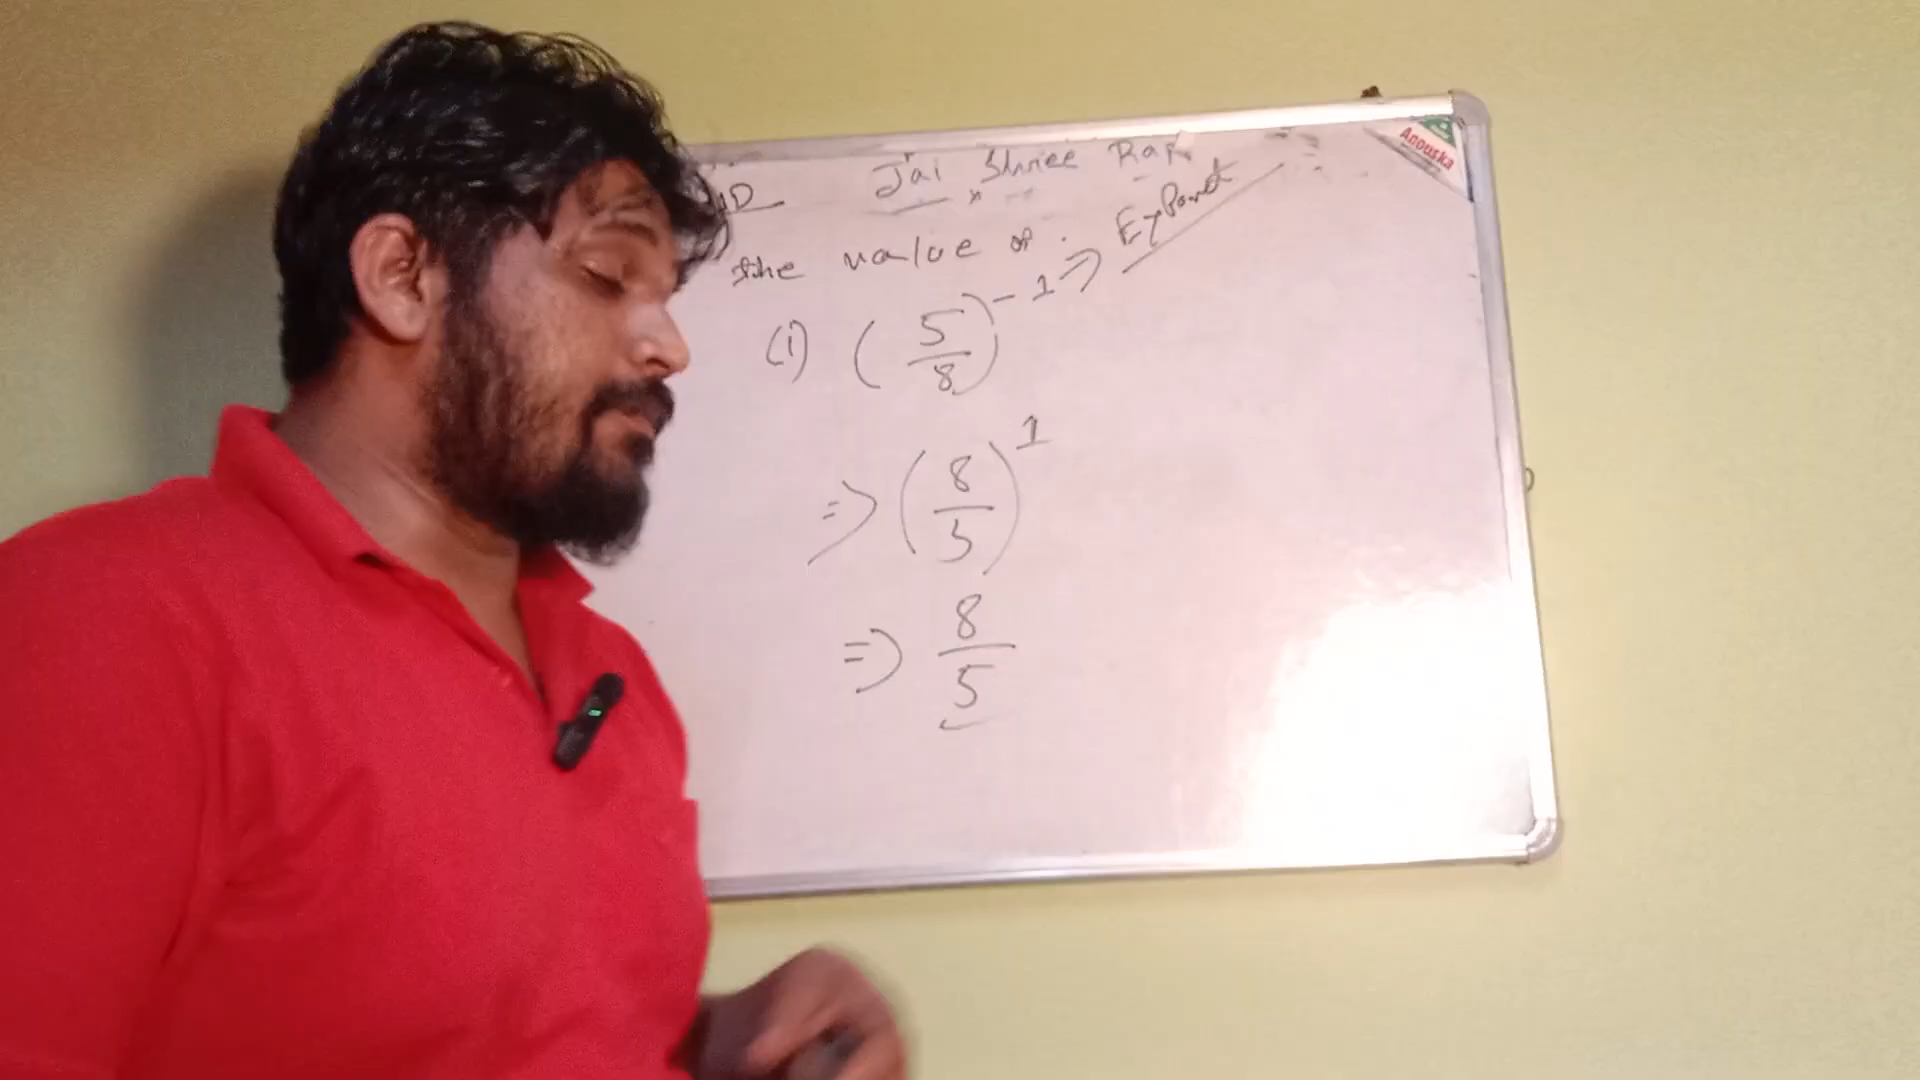 Jai Shree Ram
Anouska
the value of.
(i) (5/8)^-1 ⇒ Exponent
⇒ (8/5)^1
⇒ 8/5